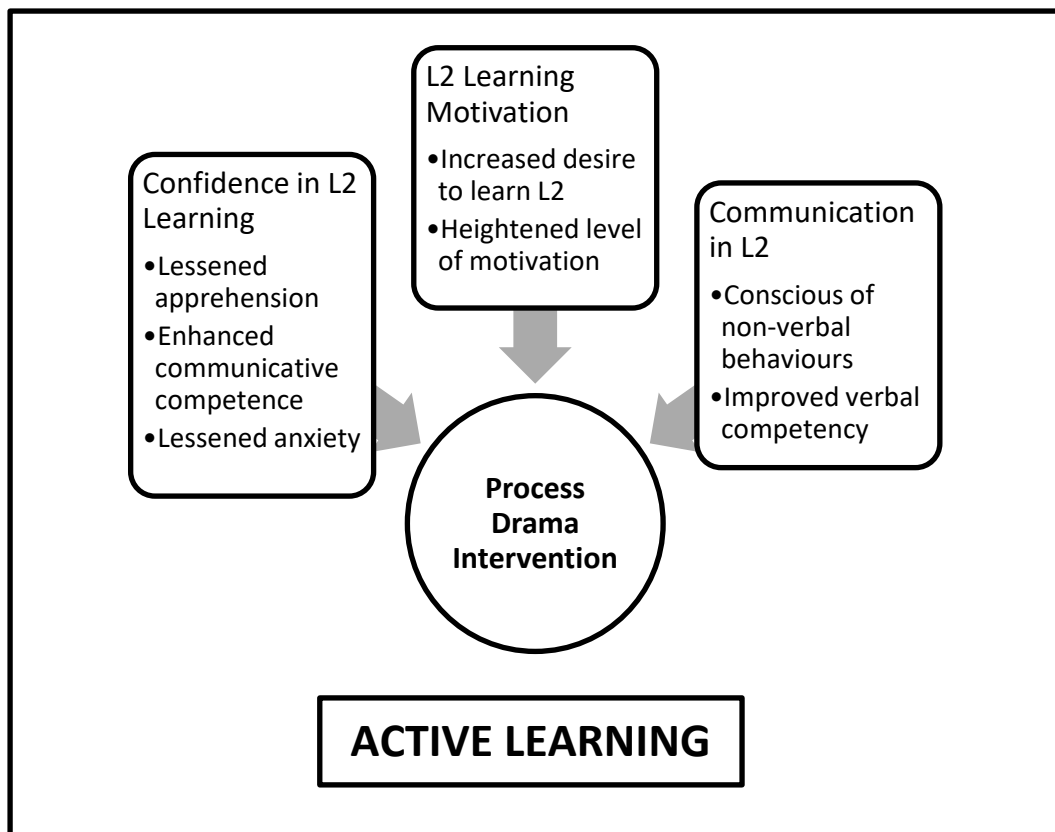 Confidence in L2
Learning
•Lessened
apprehension
•Enhanced
communicative
competence
•Lessened anxiety
L2 Learning
Motivation
•Increased desire
to learn L2
•Heightened level
of motivation
Communication
in L2
•Conscious of
non-verbal
behaviours
•Improved verbal
competency
Process
Drama
Intervention
ACTIVE LEARNING